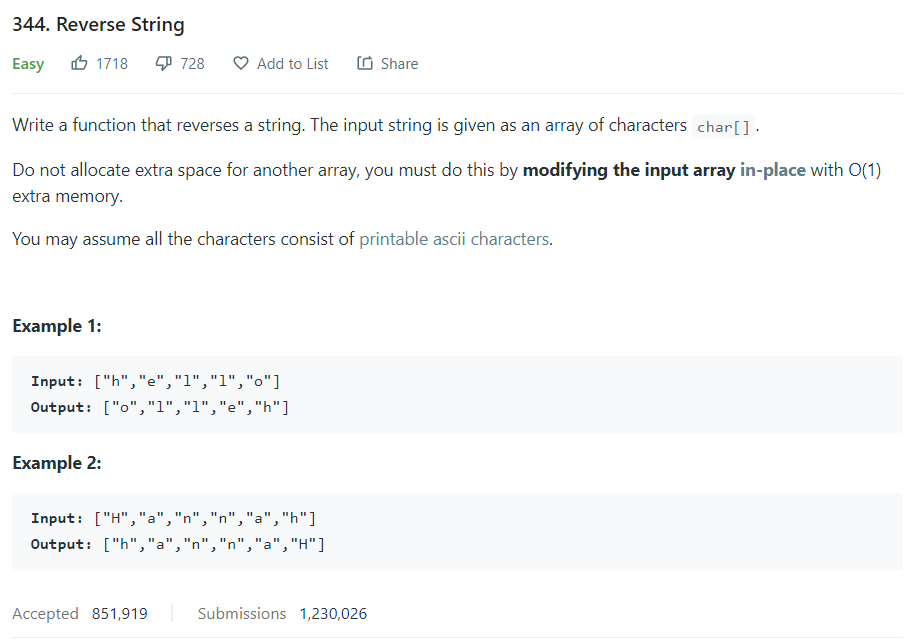 344. Reverse String
Easy 1718 728 Add to List Share
Write a function that reverses a string. The input string is given as an array of characters char[] .
Do not allocate extra space for another array, you must do this by modifying the input array in-place with O(1)
extra memory.
You may assume all the characters consist of printable ascii characters.
Example 1:
Input: ["h","e","l","l","o"]
Output: ["o","l","l","e","h"]
Example 2:
Input: ["H","a","n","n","a","h"]
Output: ["h","a","n","n","a","H"]
Accepted 851,919 Submissions 1,230,026